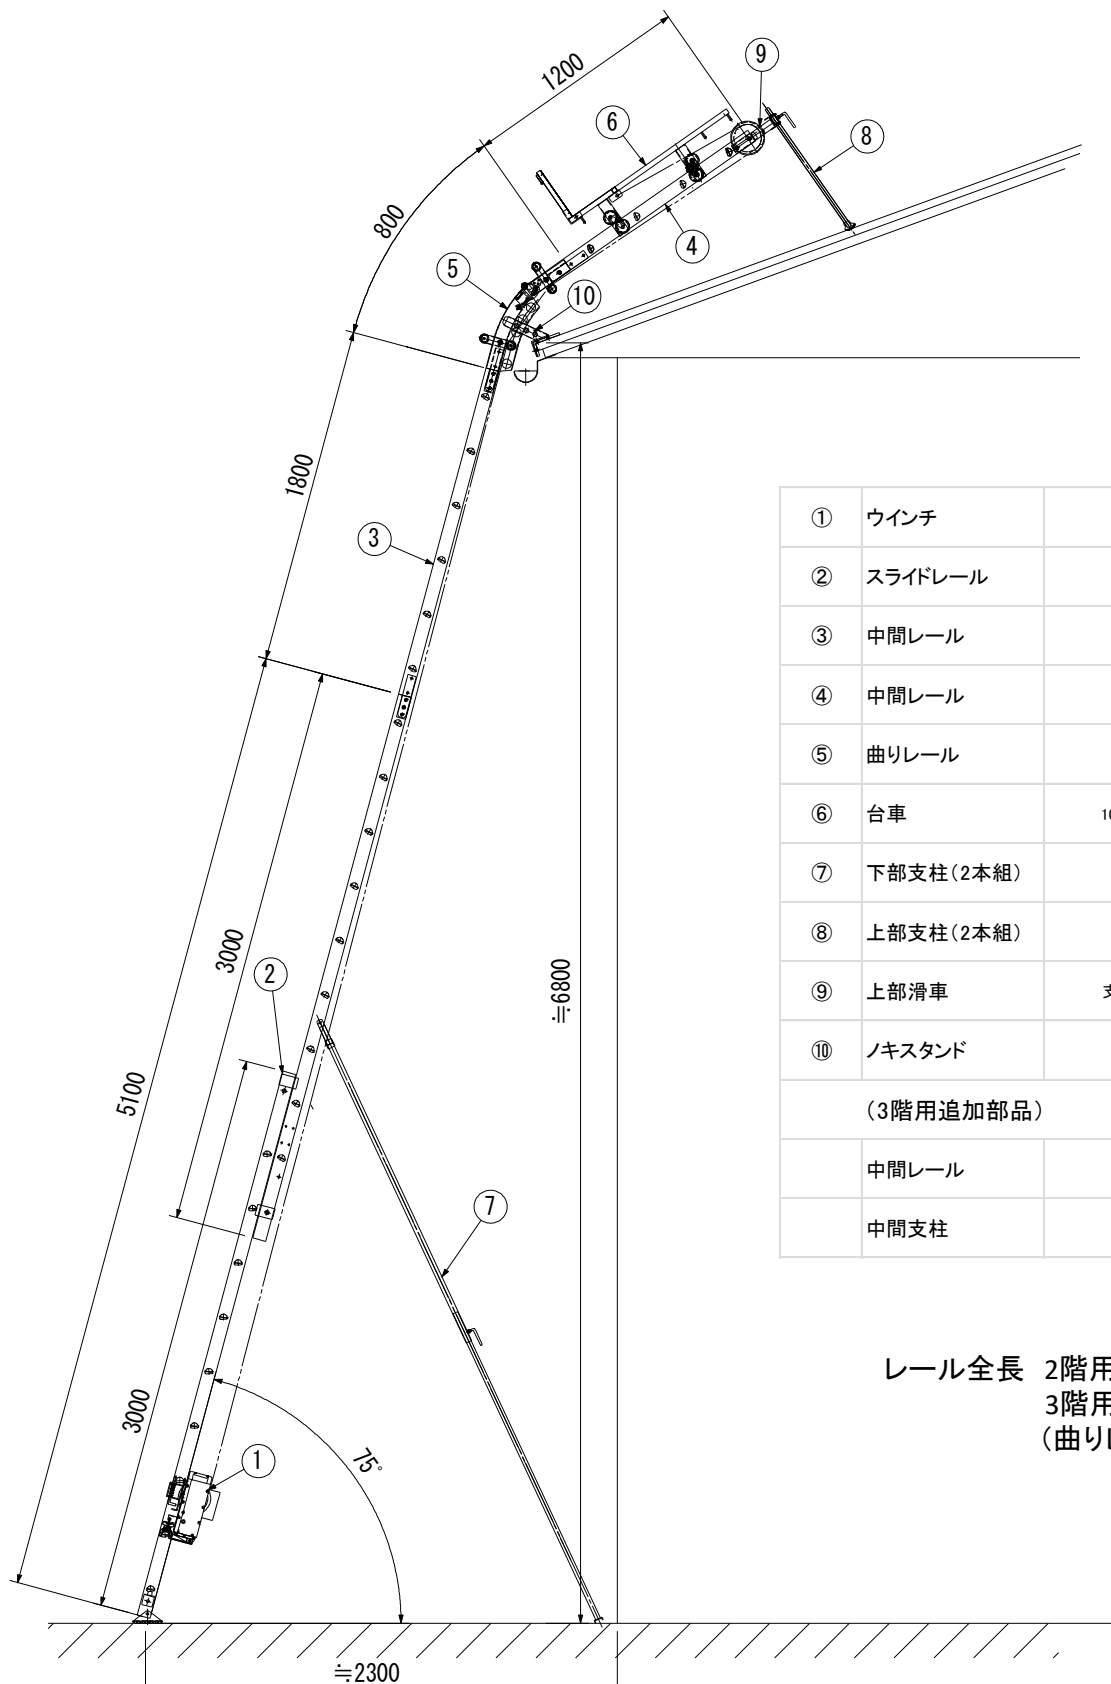 1200
⑨
⑥
⑧
800
④
⑤
⑩
1800
③
① ウインチ
② スライドレール
③ 中間レール
④ 中間レール
⑤ 曲りレール
⑥ 台車 10
⑦ 下部支柱(2本組)
⑧ 上部支柱(2本組)
⑨ 上部滑車 支
⑩ ノキスタンド
(3階用追加部品)
中間レール
中間支柱
3000
②
≒6800
5100
⑦
レール全長 2階用
3階用
3000
75°
①
(曲りレ
≒2300